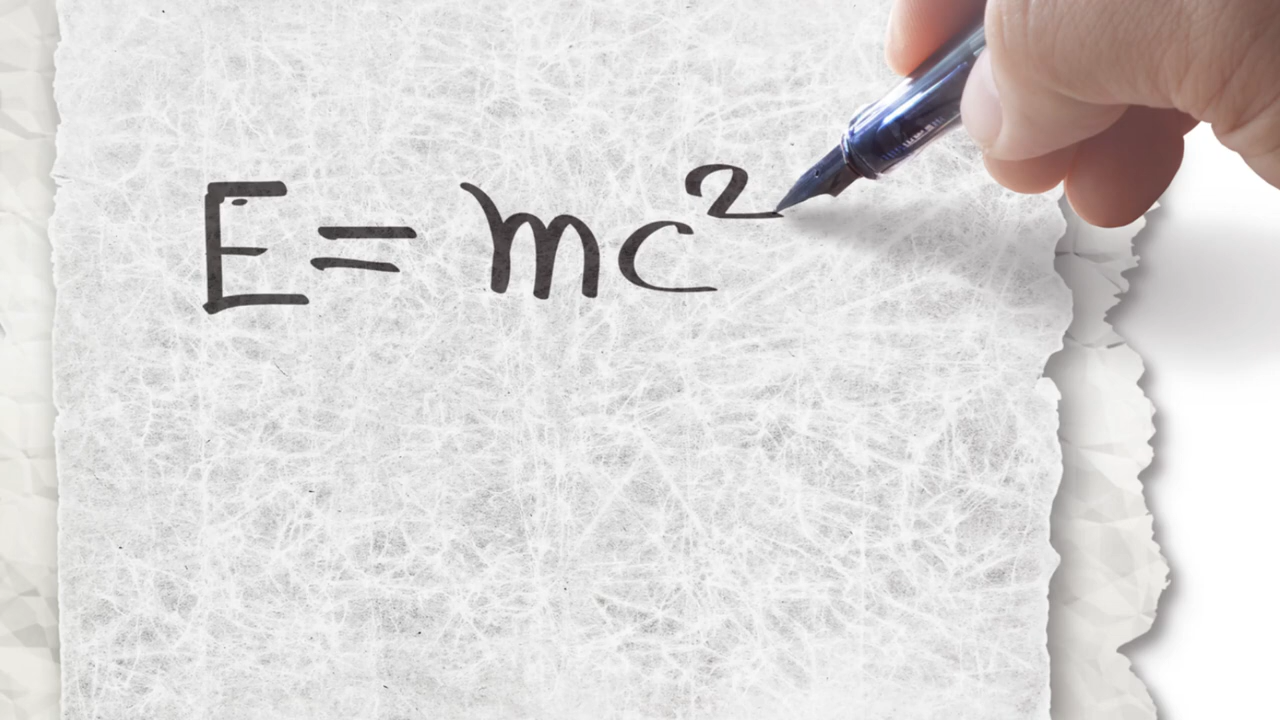 E = mc²